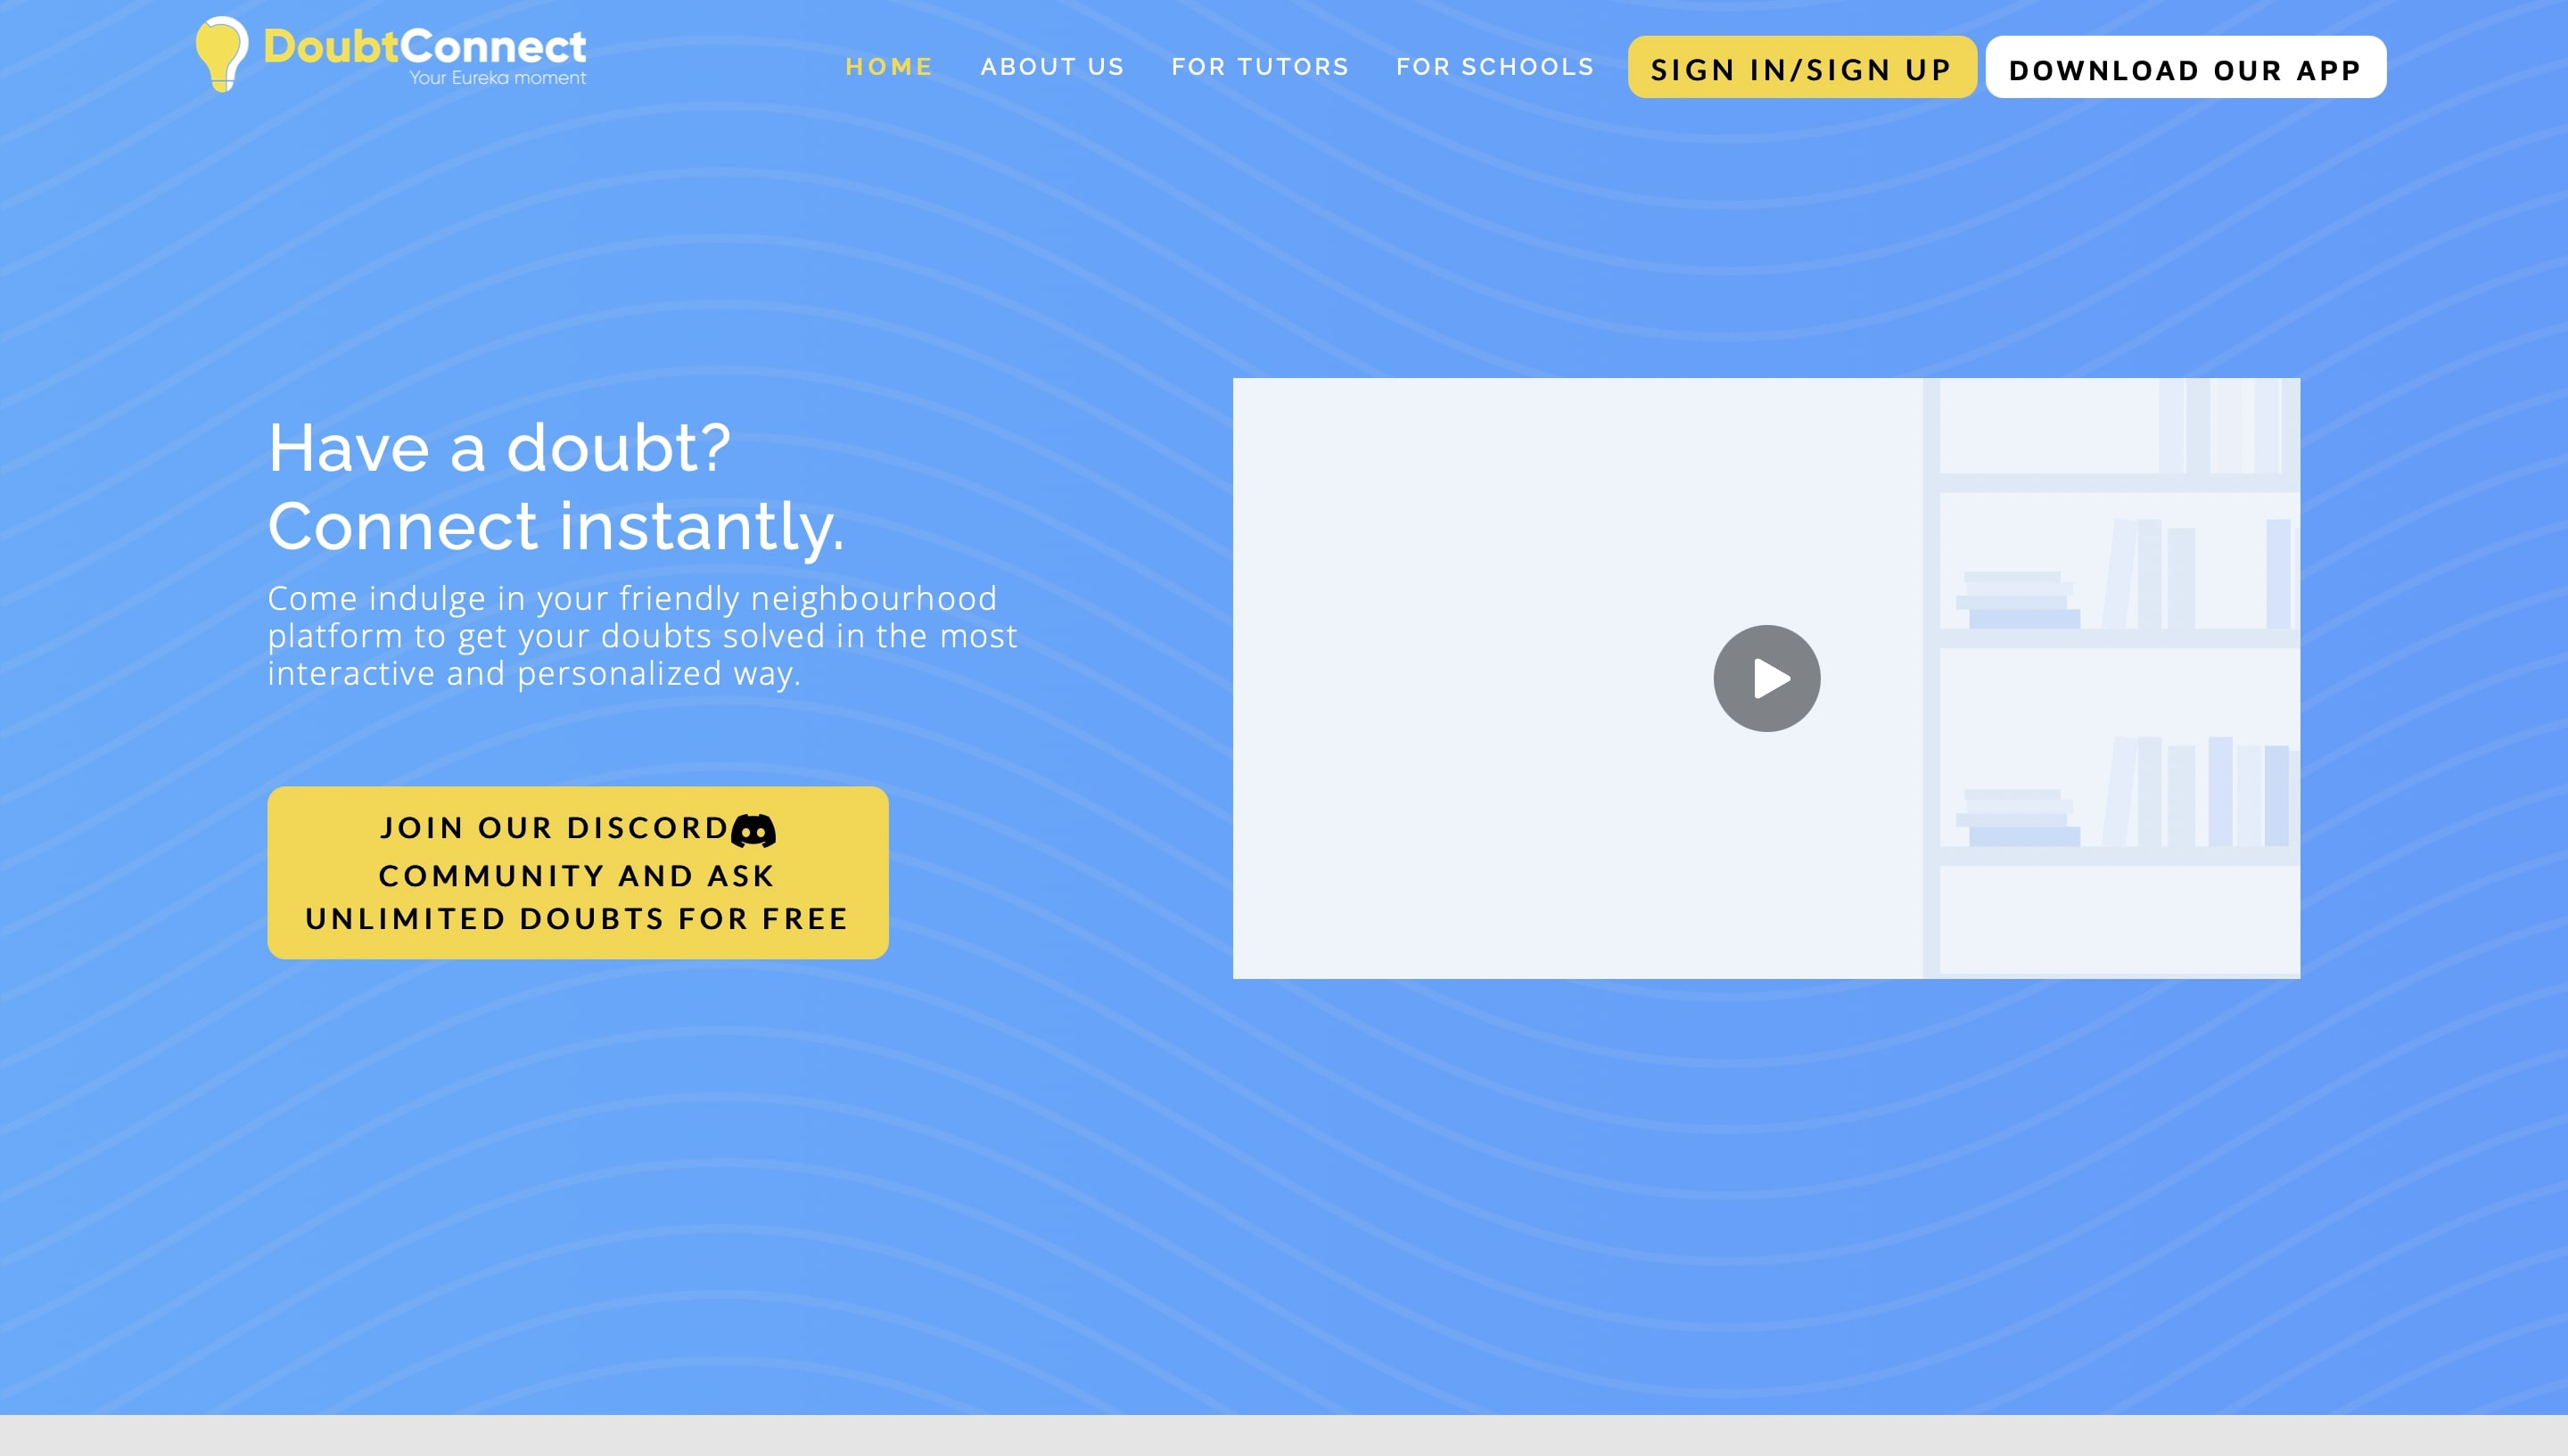 DoubtConnect
Your Eureka moment
HOME
ABOUT US
FOR TUTORS
FOR SCHOOLS
SIGN IN/SIGN UP
DOWNLOAD OUR APP
Have a doubt?
Connect instantly.
Come indulge in your friendly neighbourhood
platform to get your doubts solved in the most
interactive and personalized way.
JOIN OUR DISCORD
COMMUNITY AND ASK
UNLIMITED DOUBTS FOR FREE